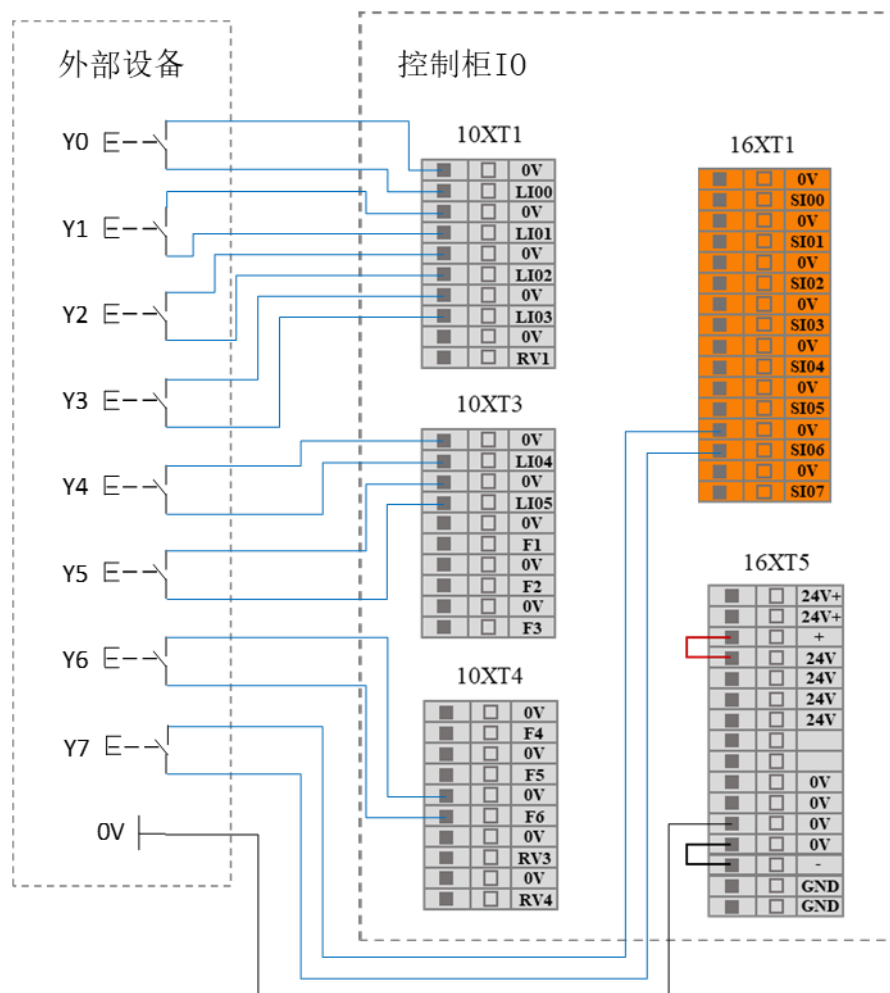 外部设备
Y0
Y1
Y2
Y3
Y4
Y5
Y6
Y7
0V
控制柜IO
10XT1
0V
LI00
0V
LI01
0V
LI02
0V
LI03
0V
RV1
10XT3
0V
LI04
0V
LI05
0V
F1
0V
F2
0V
F3
10XT4
0V
F4
0V
F5
0V
F6
0V
RV3
0V
RV4
16XT1
0V
SI00
0V
SI01
0V
SI02
0V
SI03
0V
SI04
0V
SI05
0V
SI06
0V
SI07
16XT5
24V+
24V+
+
24V
24V
24V
24V
0V
0V
0V
0V
-
GND
GND